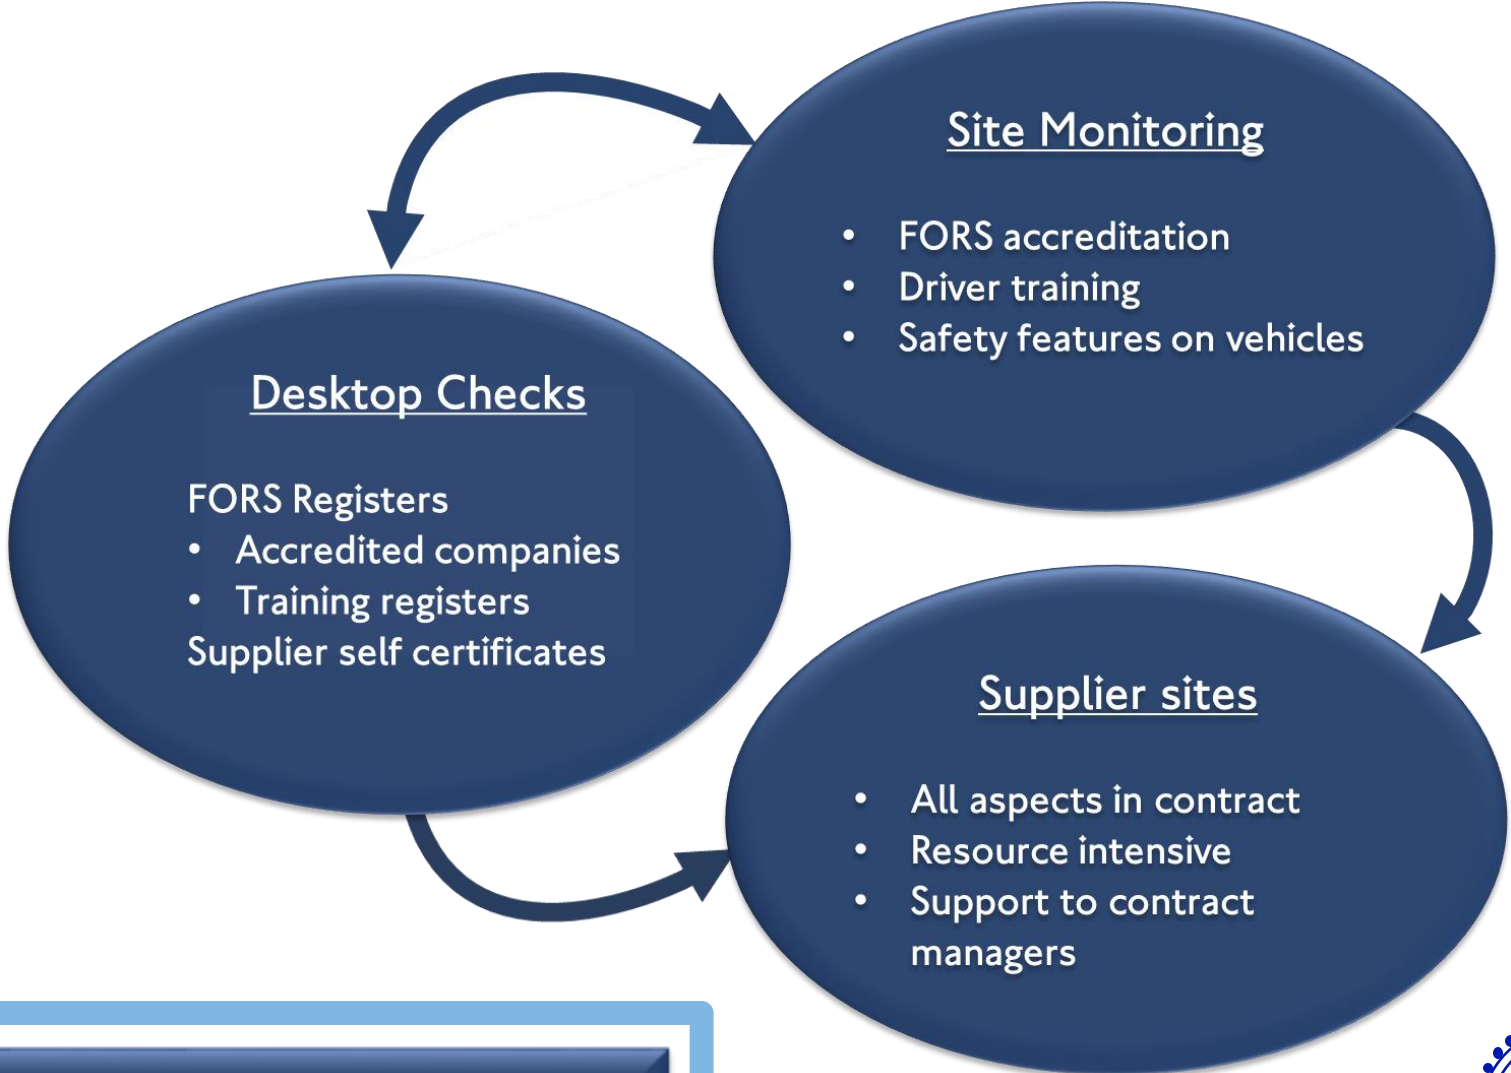 Site Monitoring
• FORS accreditation
• Driver training
• Safety features on vehicles
Desktop Checks
FORS Registers
• Accredited companies
• Training registers
Supplier self certificates
Supplier sites
• All aspects in contract
• Resource intensive
• Support to contract
managers